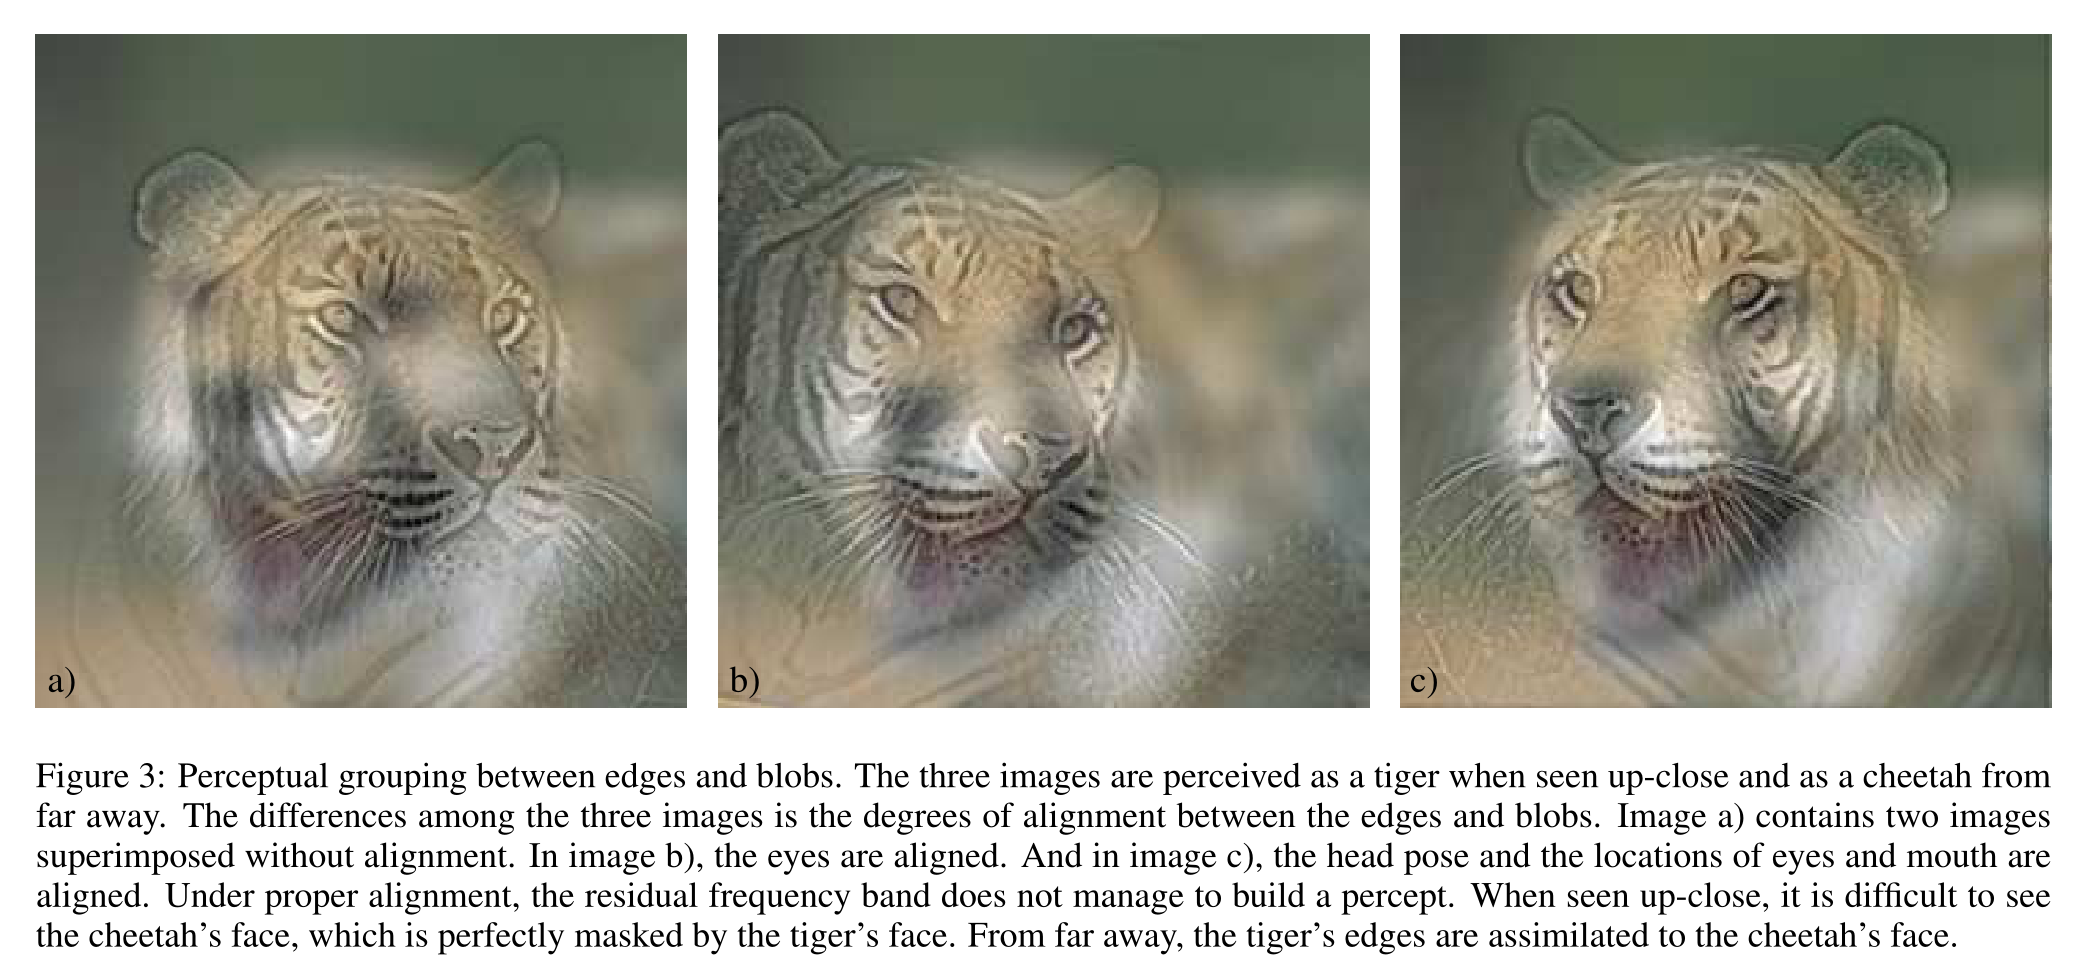 a)
b)
c)
Figure 3: Perceptual grouping between edges and blobs. The three images are perceived as a tiger when seen up-close and as a cheetah from
far away. The differences among the three images is the degrees of alignment between the edges and blobs. Image a) contains two images
superimposed without alignment. In image b), the eyes are aligned. And in image c), the head pose and the locations of eyes and mouth are
aligned. Under proper alignment, the residual frequency band does not manage to build a percept. When seen up-close, it is difficult to see
the cheetah's face, which is perfectly masked by the tiger's face. From far away, the tiger's edges are assimilated to the cheetah's face.